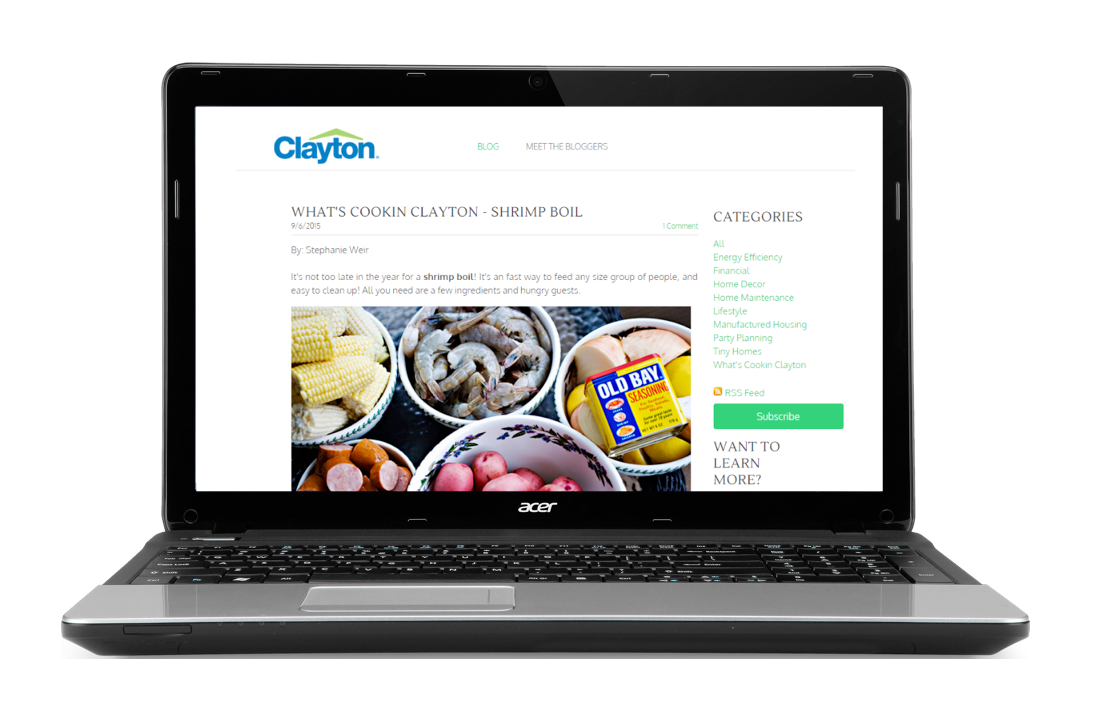 Clayton
BLOG
MEET THE BLOGGERS
WHAT'S COOKIN CLAYTON - SHRIMP BOIL
9/6/2015
1 Comment
By: Stephanie Weir
It's not too late in the year for a shrimp boil! It's an fast way to feed any size group of people, and
easy to clean up! All you need are a few ingredients and hungry guests.
OLD BAY
SEASONING
CATEGORIES
All
Energy Efficiency
Financial
Home Decor
Home Maintenance
Lifestyle
Manufactured Housing
Party Planning
Tiny Homes
What's Cookin Clayton
RSS Feed
Subscribe
WANT TO
LEARN
MORE?
acer